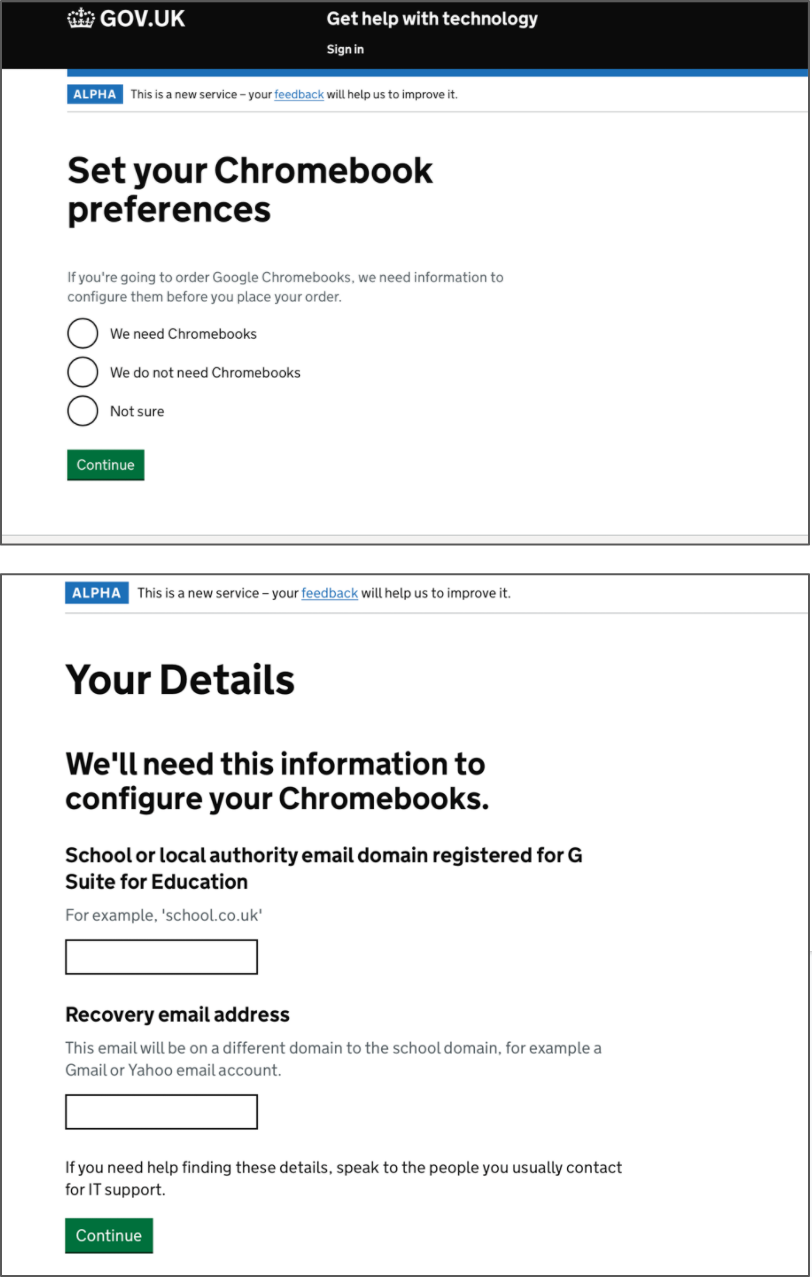 GOV.UK
Get help with technology
Sign in
ALPHA This is a new service – your feedback will help us to improve it.
Set your Chromebook
preferences
If you're going to order Google Chromebooks, we need information to
configure them before you place your order.
We need Chromebooks
We do not need Chromebooks
Not sure
Continue
ALPHA This is a new service – your feedback will help us to improve it.
Your Details
We'll need this information to
configure your Chromebooks.
School or local authority email domain registered for G
Suite for Education
For example, 'school.co.uk'
Recovery email address
This email will be on a different domain to the school domain, for example a
Gmail or Yahoo email account.
If you need help finding these details, speak to the people you usually contact
for IT support.
Continue